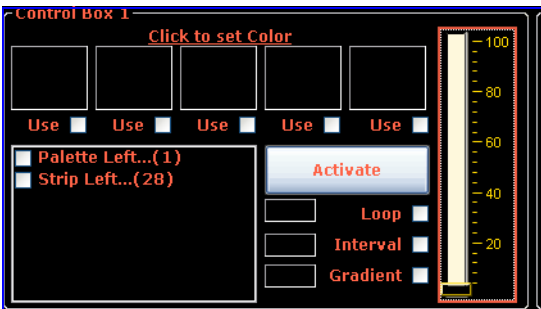 Control Box 1
Click to set Color
Use Use Use Use Use
Palette Left...(1)
Strip Left...(28)
Activate
Loop
Interval
Gradient
100
80
60
40
20